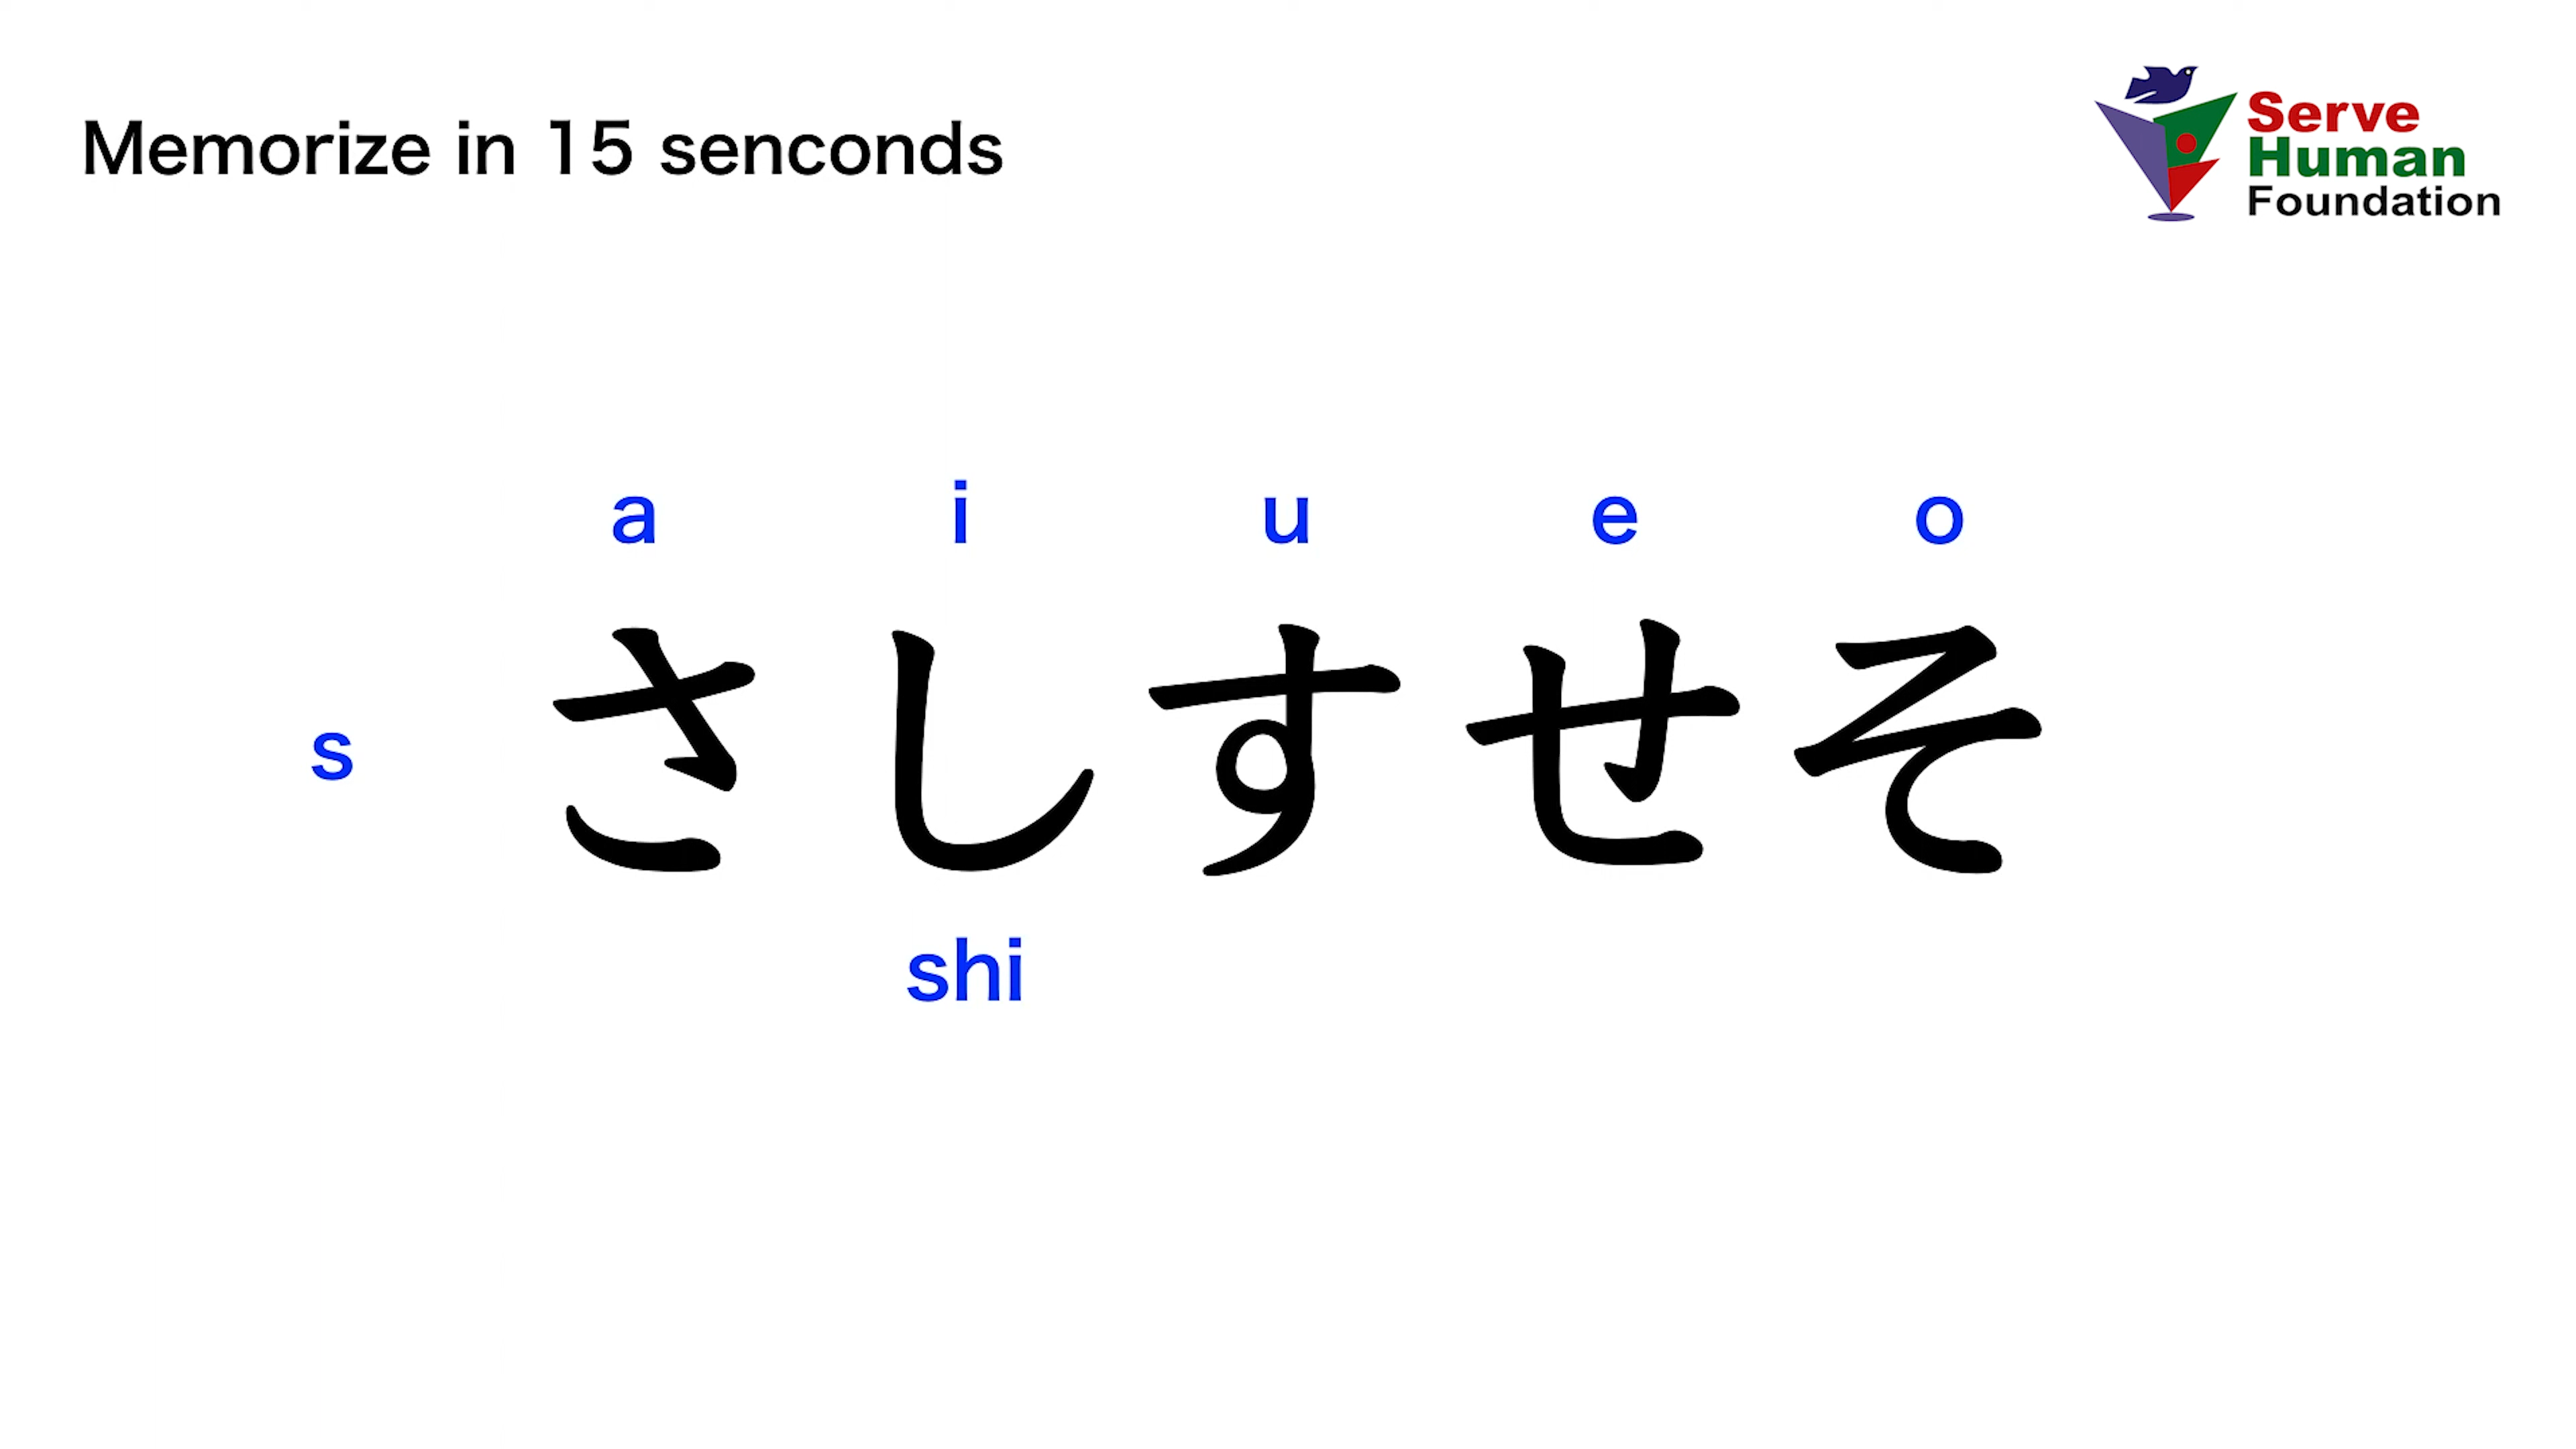 Memorize in 15 senconds
Serve
Human
Foundation
a i u e o
s さ し す せ そ
shi